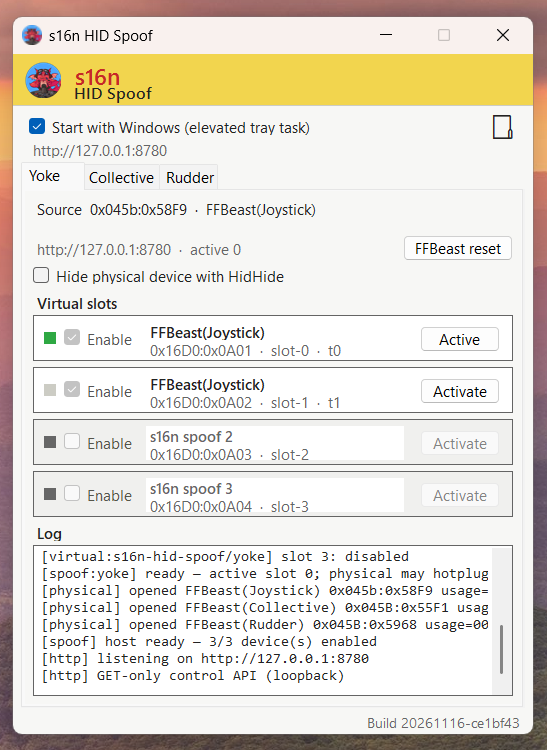 s16n HID Spoof
s16n
HID Spoof
Start with Windows (elevated tray task)
http://127.0.0.1:8780
Yoke Collective Rudder
Source 0x045b:0x58F9 · FFBeast(Joystick)
http://127.0.0.1:8780 · active 0 FFBeast reset
Hide physical device with HidHide
Virtual slots
Enable FFBeast(Joystick) Active
0x16D0:0x0A01 · slot-0 · t0
Enable FFBeast(Joystick) Activate
0x16D0:0x0A02 · slot-1 · t1
Enable s16n spoof 2 Activate
0x16D0:0x0A03 · slot-2
Enable s16n spoof 3 Activate
0x16D0:0x0A04 · slot-3
Log
[virtual:s16n-hid-spoof/yoke] slot 3: disabled
[spoof:yoke] ready — active slot 0; physical may hotplug
[physical] opened FFBeast(Joystick) 0x045b:0x58F9 usage=
[physical] opened FFBeast(Collective) 0x045B:0x55F1 usag
[physical] opened FFBeast(Rudder) 0x045B:0x5968 usage=00
[spoof] host ready — 3/3 device(s) enabled
[http] listening on http://127.0.0.1:8780
[http] GET-only control API (loopback)
Build 20261116-ce1bf43